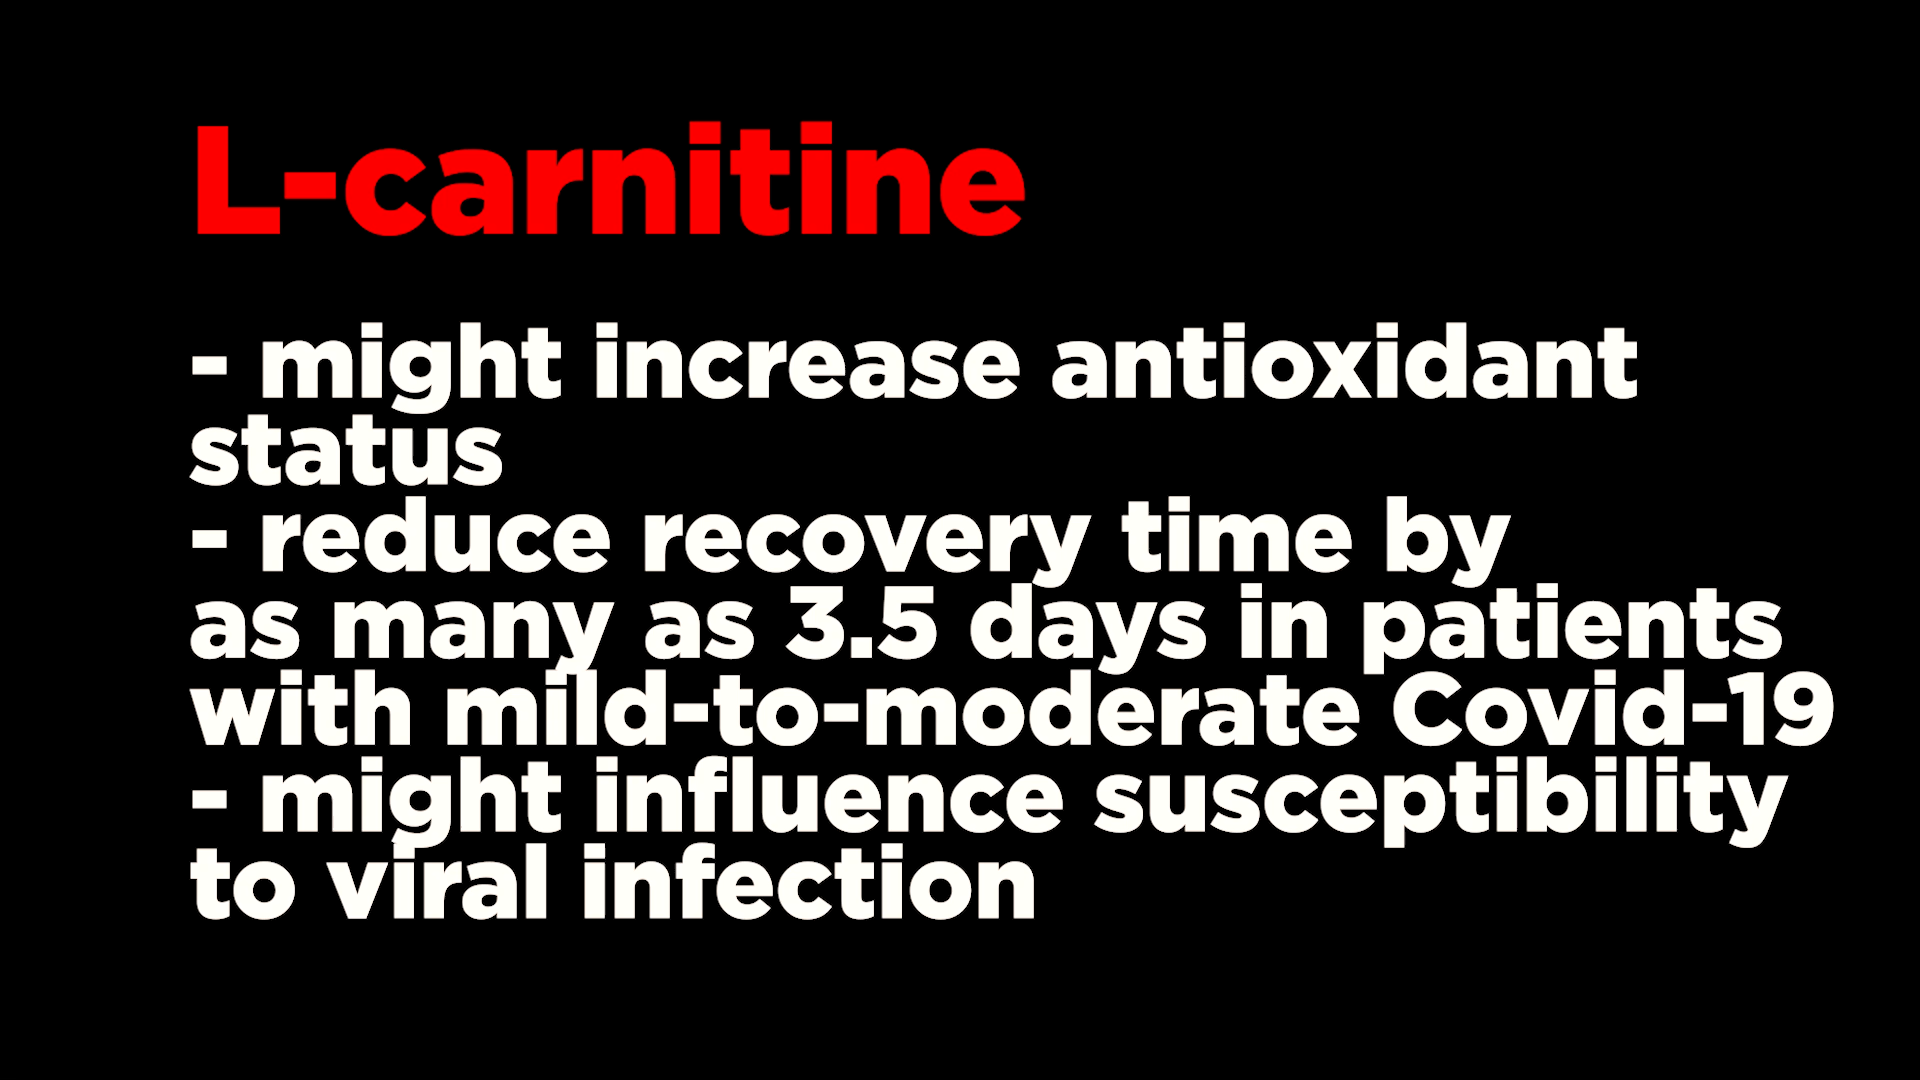 L-carnitine
- might increase antioxidant
status
- reduce recovery time by
as many as 3.5 days in patients
with mild-to-moderate Covid-19
- might influence susceptibility
to viral infection